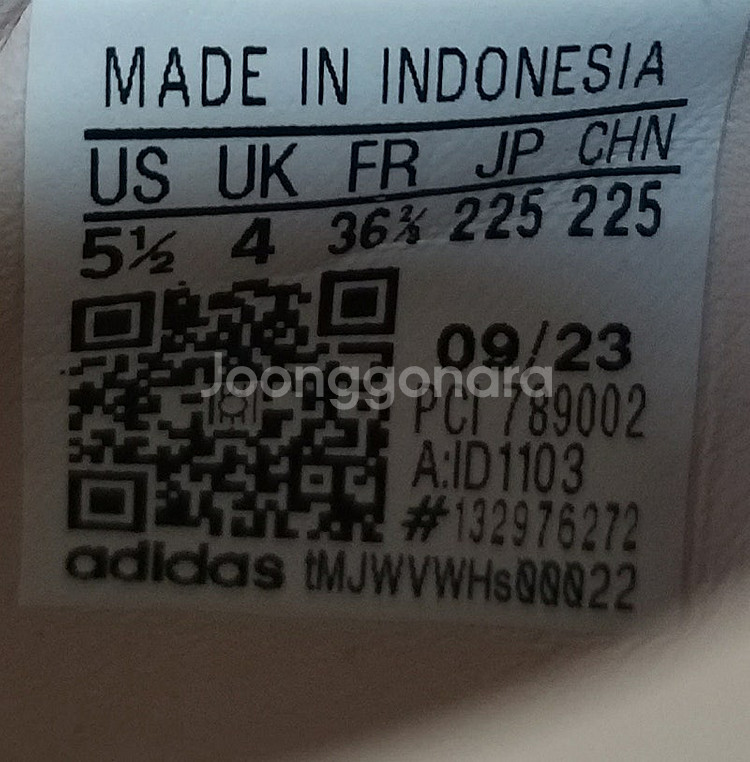 MADE IN INDONESIA
US UK FR JP CHN
5½ 4 36⅔ 225 225
09/23
Joonggonara
PCI 789002
A:ID1103
#132976272
adidas tMJWVWHs00022